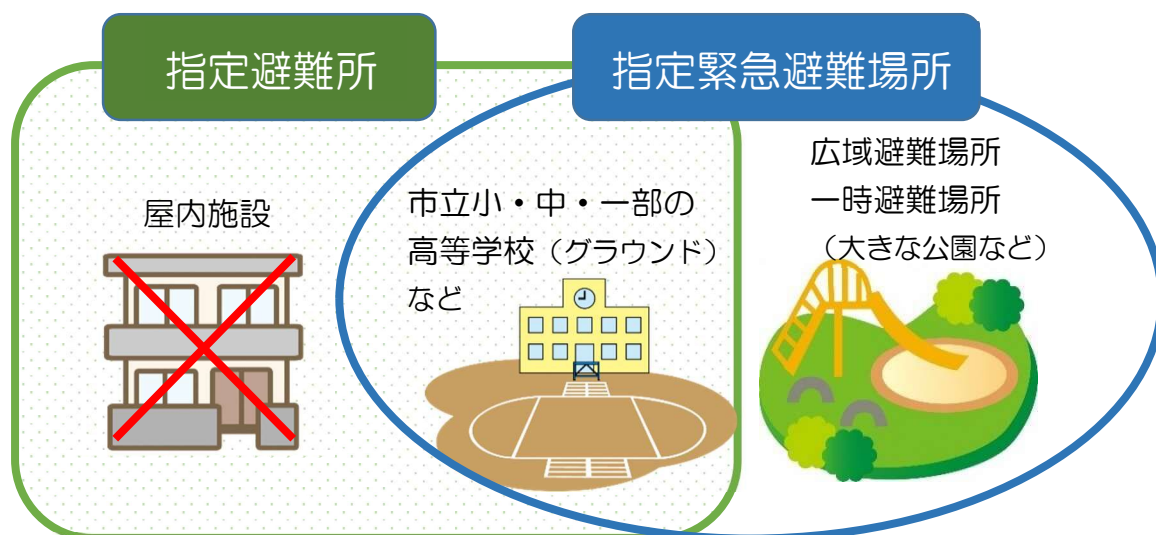 指定避難所
指定緊急避難場所
屋内施設
市立小・中・一部の
高等学校（グラウンド）
など
広域避難場所
一時避難場所
（大きな公園など）